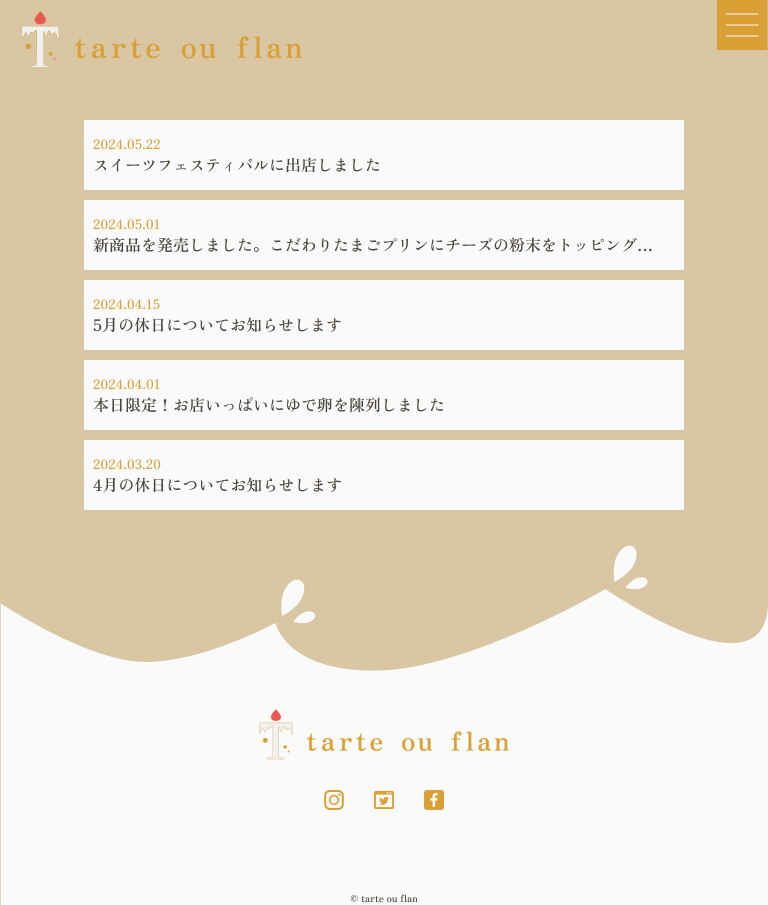 tarte ou flan
2024.05.22
スイーツフェスティバルに出店しました
2024.05.01
新商品を発売しました。こだわりたまごプリンにチーズの粉末をトッピング…
2024.04.15
5月の休日についてお知らせします
2024.04.01
本日限定！お店いっぱいにゆで卵を陳列しました
2024.03.20
4月の休日についてお知らせします
tarte ou flan
© tarte ou flan